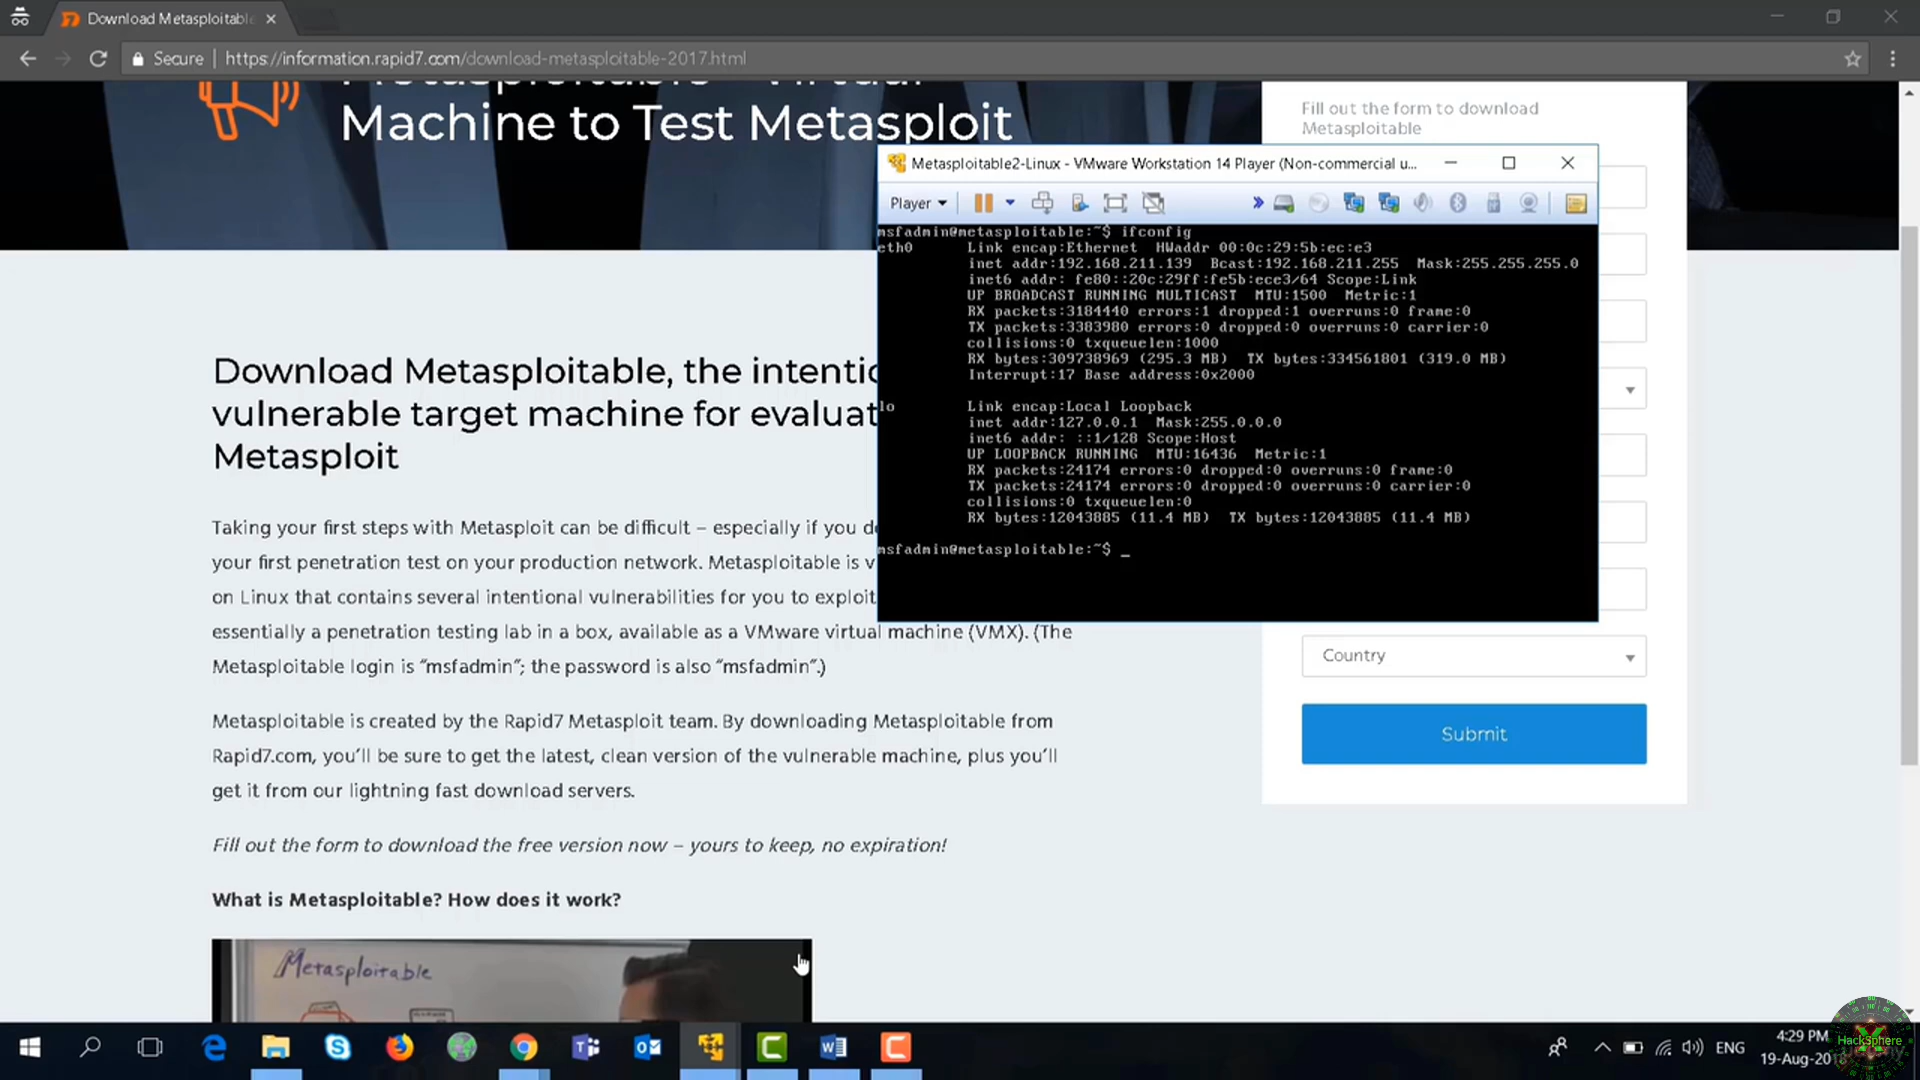 Download Metasploitable
Secure
https://information.rapid7.com/download-metasploitable-2017.html
Machine to Test Metasploit
Fill out the form to download
Metasploitable
Metasploitable2-Linux - VMware Workstation 14 Player (Non-commercial u...
Player
msfadmin@metasploitable:~$ ifconfig
eth0 Link encap:Ethernet HWaddr 00:0c:29:5b:ec:e3
inet addr:192.168.211.139 Bcast:192.168.211.255 Mask:255.255.255.0
inet6 addr: fe80::20c:29ff:fe5b:ece3/64 Scope:Link
UP BROADCAST RUNNING MULTICAST MTU:1500 Metric:1
RX packets:3184440 errors:1 dropped:1 overruns:0 frame:0
TX packets:3383980 errors:0 dropped:0 overruns:0 carrier:0
collisions:0 txqueuelen:1000
RX bytes:309738969 (295.3 MB) TX bytes:334561801 (319.0 MB)
Interrupt:17 Base address:0x2000
lo Link encap:Local Loopback
inet addr:127.0.0.1 Mask:255.0.0.0
inet6 addr: ::1/128 Scope:Host
UP LOOPBACK RUNNING MTU:16436 Metric:1
RX packets:24174 errors:0 dropped:0 overruns:0 frame:0
TX packets:24174 errors:0 dropped:0 overruns:0 carrier:0
collisions:0 txqueuelen:0
RX bytes:12043885 (11.4 MB) TX bytes:12043885 (11.4 MB)
msfadmin@metasploitable:~$ _
Download Metasploitable, the intentio
vulnerable target machine for evaluat
Metasploit
Taking your first steps with Metasploit can be difficult – especially if you do
your first penetration test on your production network. Metasploitable is v
on Linux that contains several intentional vulnerabilities for you to exploit
essentially a penetration testing lab in a box, available as a VMware virtual machine (VMX). (The
Metasploitable login is “msfadmin”; the password is also “msfadmin”.)
Metasploitable is created by the Rapid7 Metasploit team. By downloading Metasploitable from
Rapid7.com, you’ll be sure to get the latest, clean version of the vulnerable machine, plus you’ll
get it from our lightning fast download servers.
Fill out the form to download the free version now – yours to keep, no expiration!
What is Metasploitable? How does it work?
Metasploitable
Country
Submit
ENG
4:29 PM
19-Aug-20
HackSphere